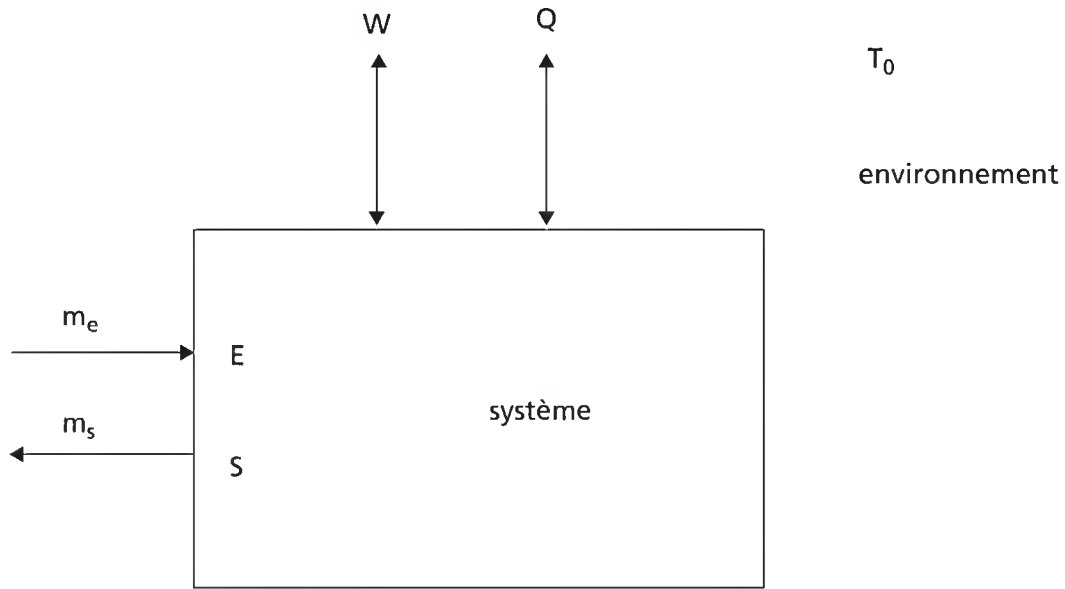 W
Q
T₀
environnement
mₑ
E
système
mₛ
S